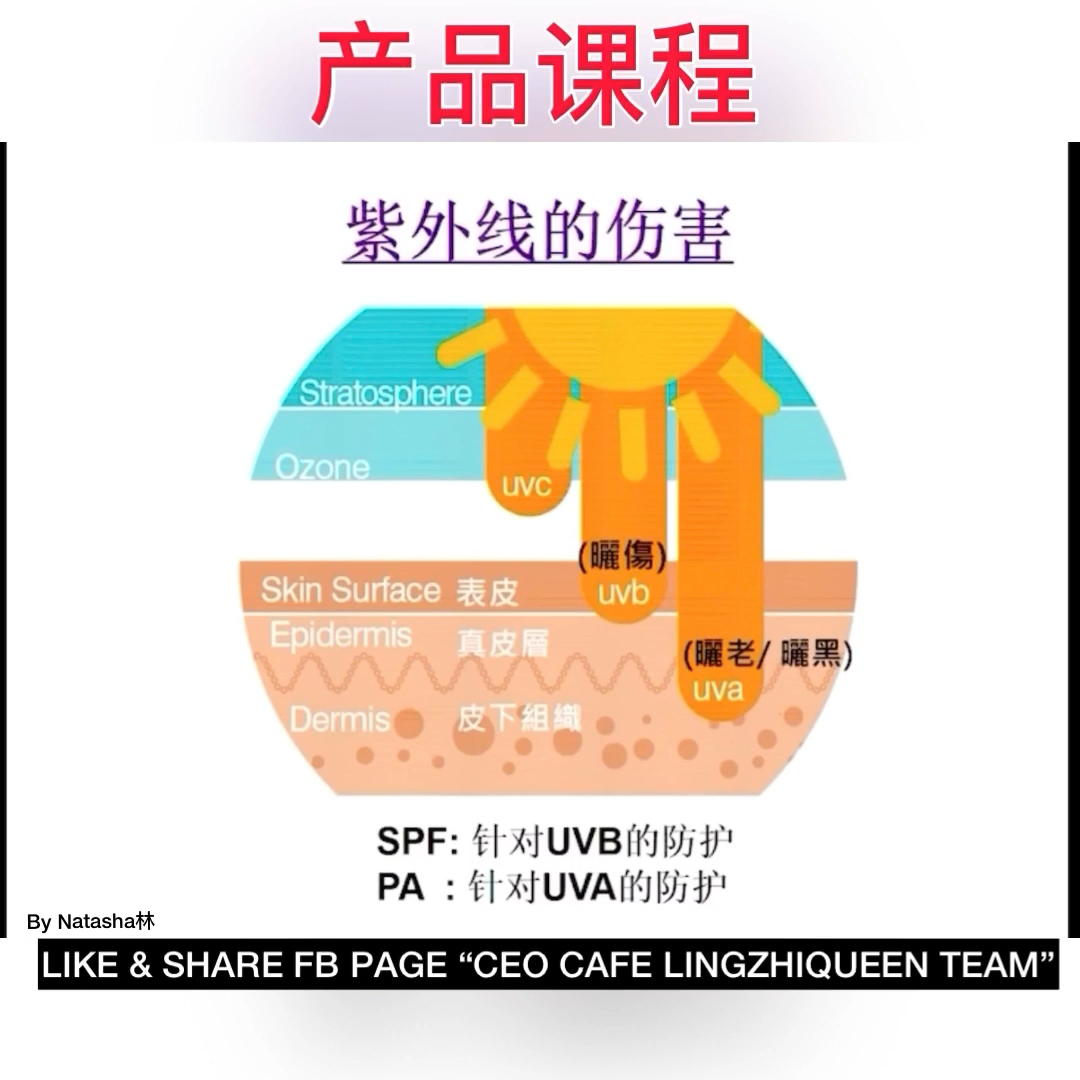 产品课程
紫外线的伤害
Stratosphere
Ozone
uvc
(曬傷)
uvb
Skin Surface 表皮
Epidermis 真皮層
(曬老/ 曬黑)
uva
Dermis 皮下組織
SPF: 针对UVB的防护
PA : 针对UVA的防护
By Natasha林
LIKE & SHARE FB PAGE “CEO CAFE LINGZHIQUEEN TEAM”